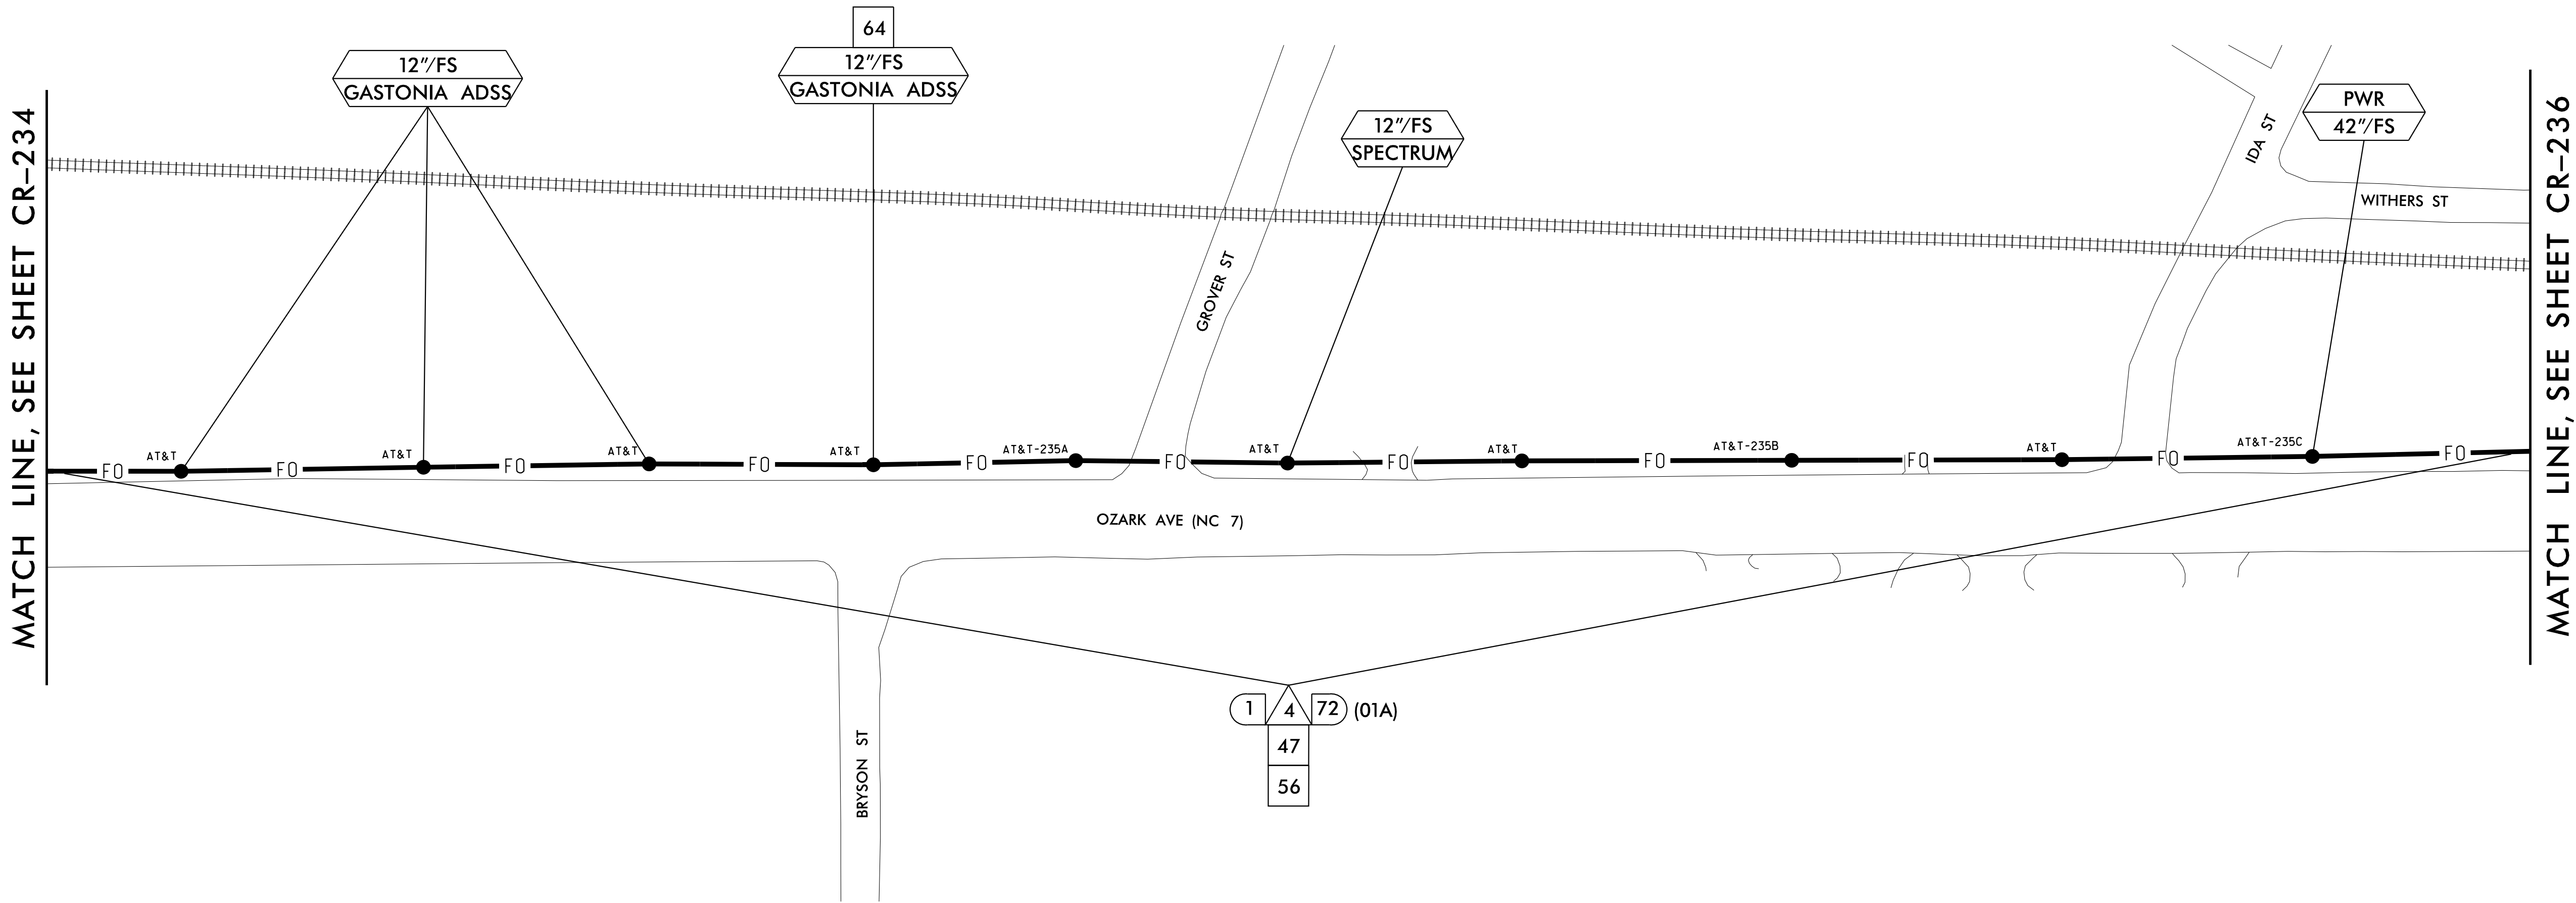 64
12"/FS
GASTONIA ADSS
12"/FS
GASTONIA ADSS
PWR
42"/FS
12"/FS
SPECTRUM
MATCH LINE, SEE SHEET CR-234
MATCH LINE, SEE SHEET CR-236
IDA ST
WITHERS ST
GROVER ST
AT&T
AT&T
AT&T
AT&T
AT&T-235A
AT&T
AT&T
AT&T-235B
AT&T
AT&T-235C
FO
FO
FO
FO
FO
FO
FO
FO
FO
FO
FO
OZARK AVE (NC 7)
1 4 72 (01A)
47
56
BRYSON ST